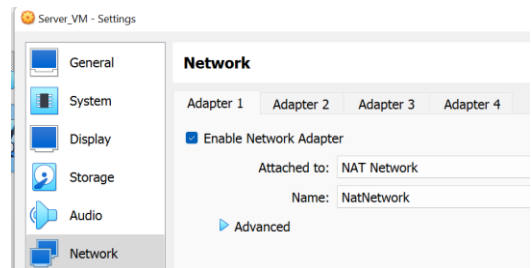 Server_VM - Settings
General
System
Display
Storage
Audio
Network
Network
Adapter 1 Adapter 2 Adapter 3 Adapter 4
Enable Network Adapter
Attached to: NAT Network
Name: NatNetwork
Advanced